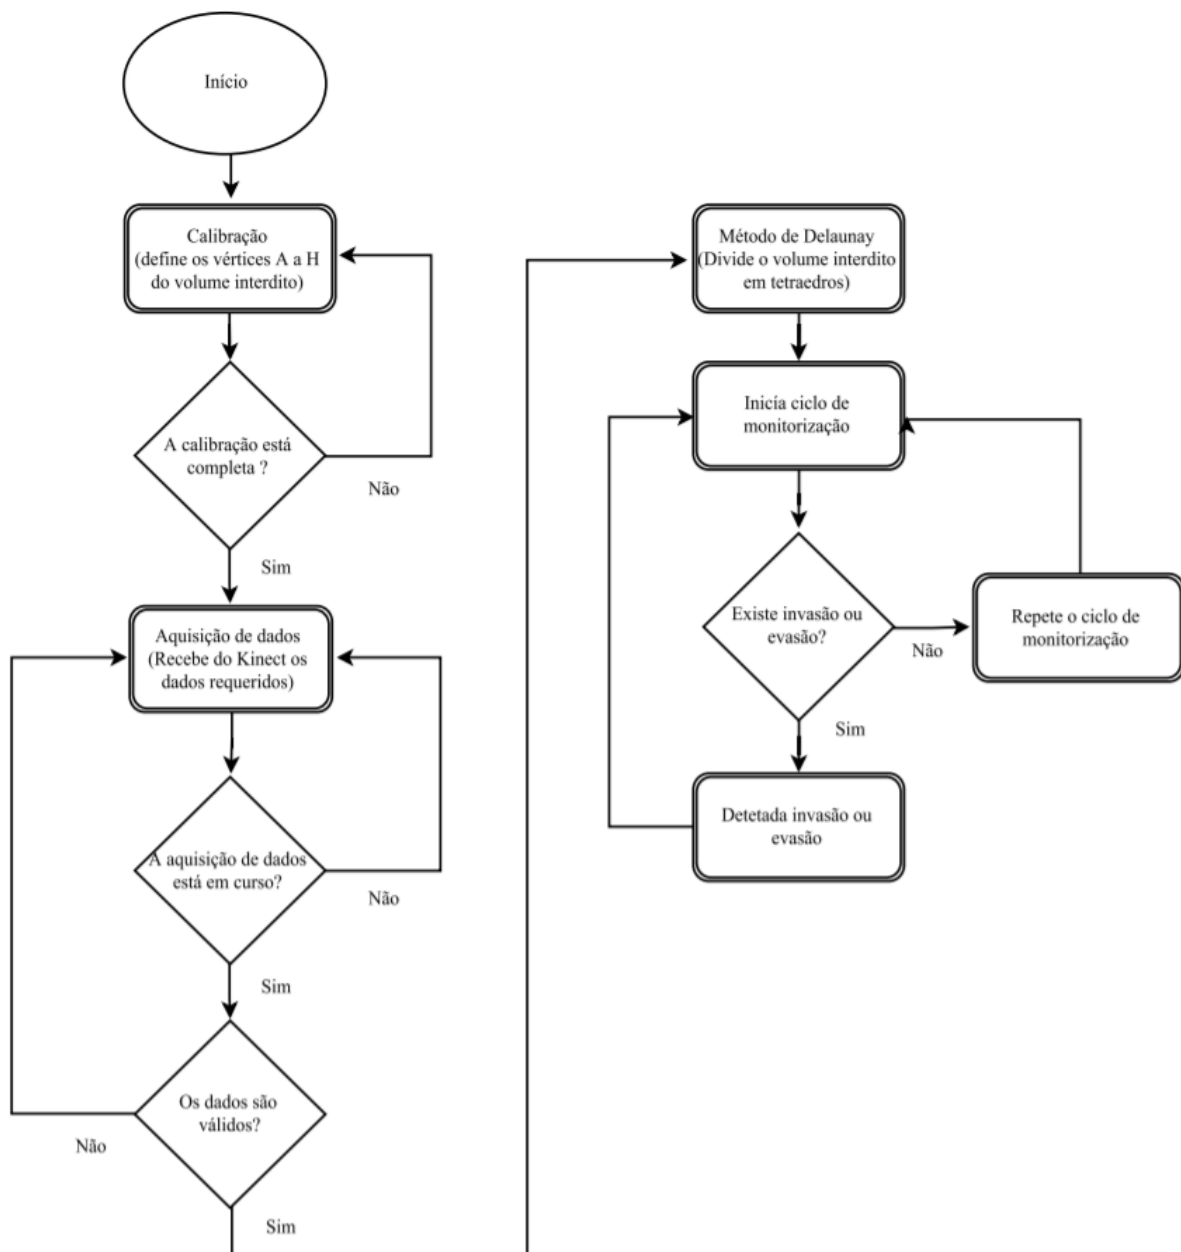 Início
Calibração
(define os vértices A a H
do volume interdito)
A calibração está
completa ?
Não
Sim
Aquisição de dados
(Recebe do Kinect os
dados requeridos)
A aquisição de dados
está em curso?
Não
Sim
Os dados são
válidos?
Não
Sim
Método de Delaunay
(Divide o volume interdito
em tetraedros)
Inicía ciclo de
monitorização
Existe invasão ou
evasão?
Não
Repete o ciclo de
monitorização
Sim
Detetada invasão ou
evasão